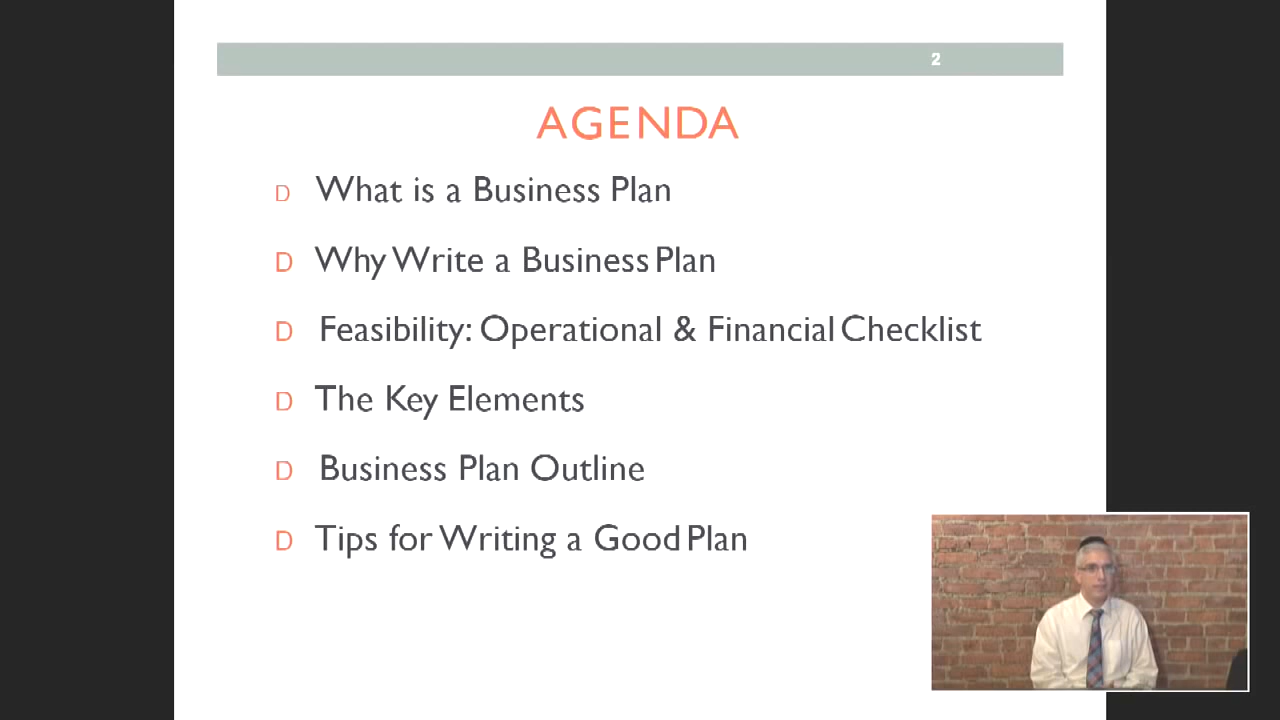 2
AGENDA
D What is a Business Plan
D Why Write a Business Plan
D Feasibility: Operational & Financial Checklist
D The Key Elements
D Business Plan Outline
D Tips for Writing a Good Plan